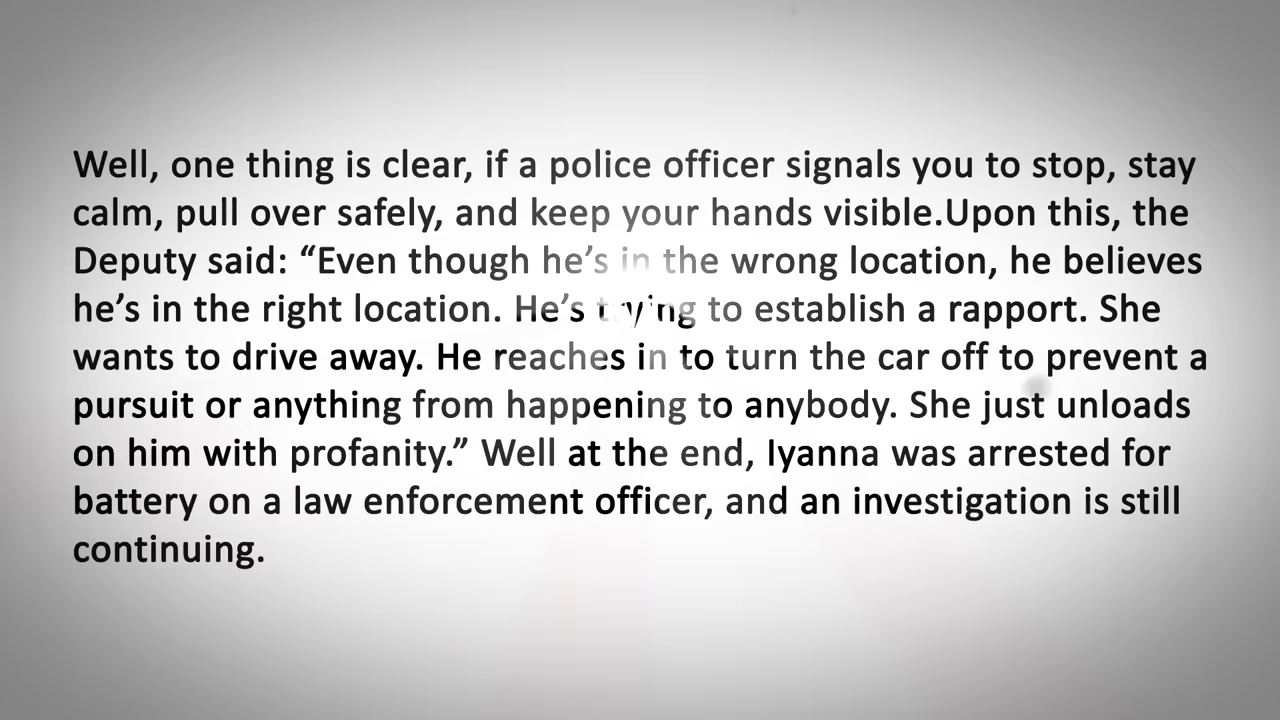 Well, one thing is clear, if a police officer signals you to stop, stay
calm, pull over safely, and keep your hands visible.Upon this, the
Deputy said: “Even though he’s in the wrong location, he believes
he’s in the right location. He’s trying to establish a rapport. She
wants to drive away. He reaches in to turn the car off to prevent a
pursuit or anything from happening to anybody. She just unloads
on him with profanity.” Well at the end, Iyanna was arrested for
battery on a law enforcement officer, and an investigation is still
continuing.